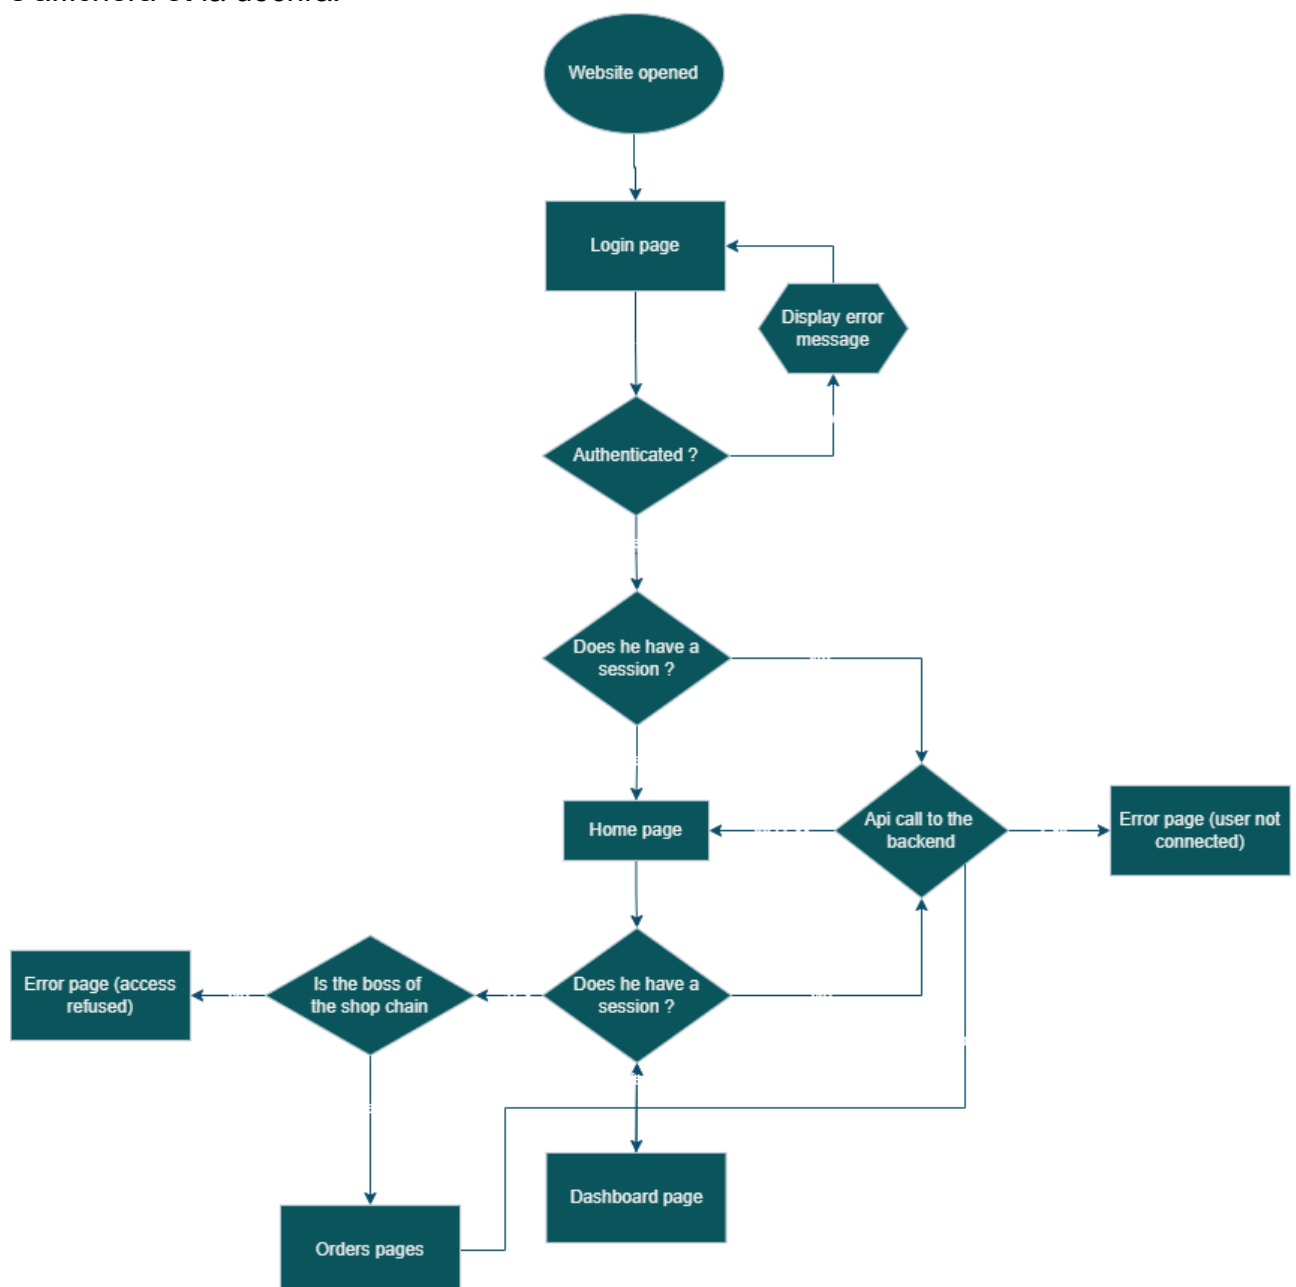 Website opened
Login page
Display error
message
Authenticated ?
Does he have a
session ?
Home page
Api call to the
backend
Error page (user not
connected)
Error page (access
refused)
Is the boss of
the shop chain
Does he have a
session ?
Dashboard page
Orders pages